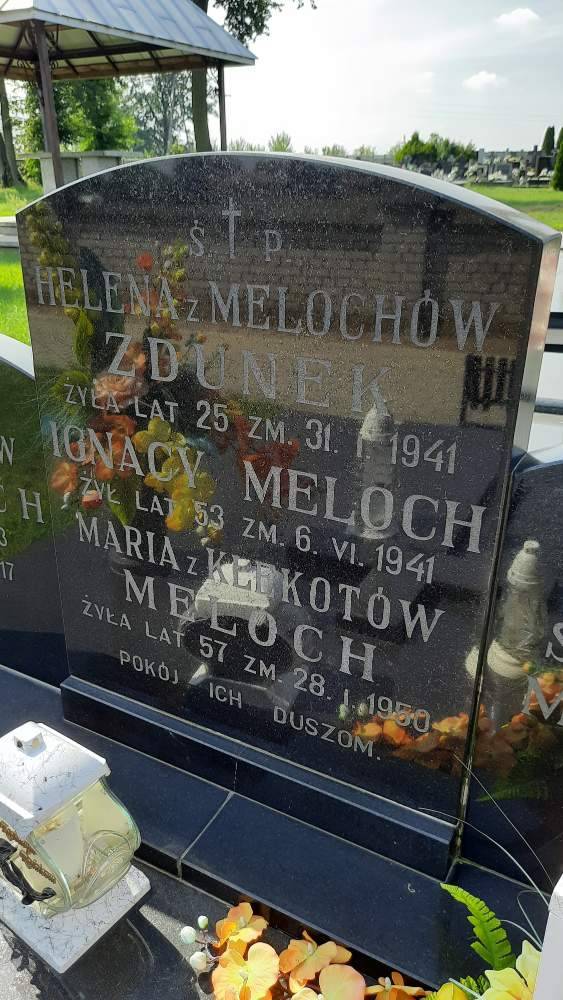 Ś. P.
HELENA z MELOCHÓW
ZDUNEK
ŻYŁA LAT 25 ZM. 31. I. 1941
IGNACY MELOCH
ŻYŁ LAT 53 ZM. 6. VI. 1941
MARIA z KŁEKOTÓW
MELOCH
ŻYŁA LAT 57 ZM. 28. I. 1950
POKÓJ ICH DUSZOM.